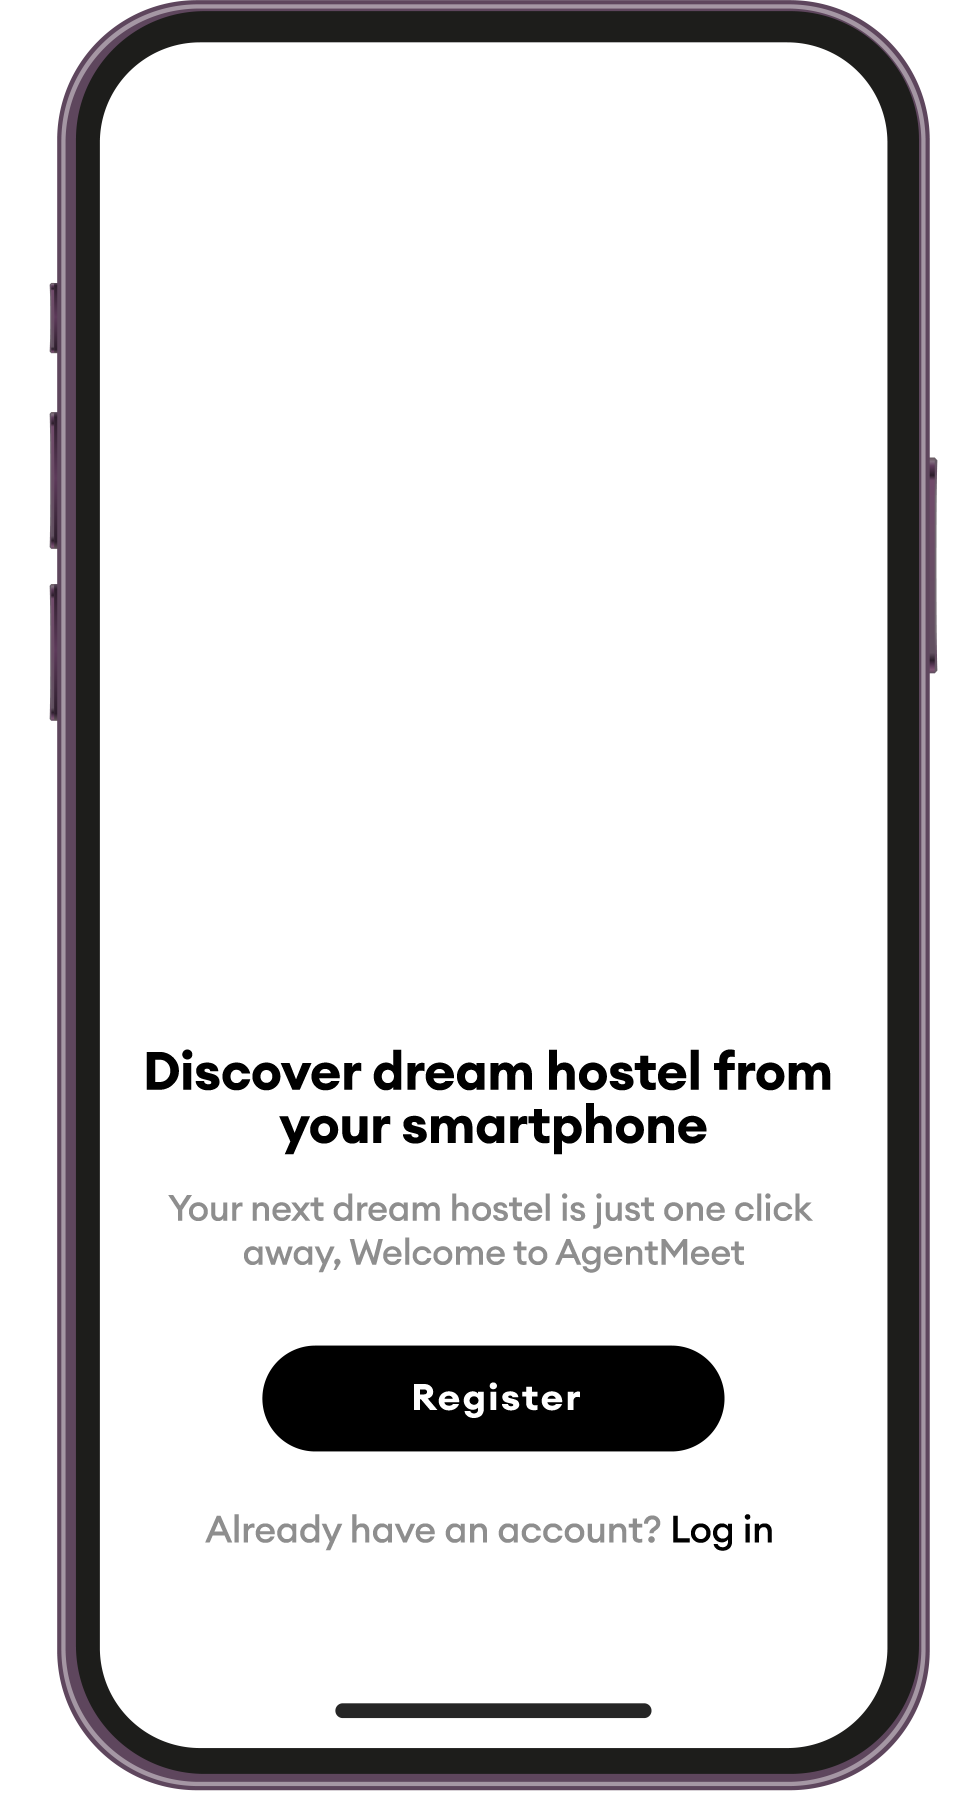 Discover dream hostel from
your smartphone
Your next dream hostel is just one click
away, Welcome to AgentMeet
Register
Already have an account? Log in